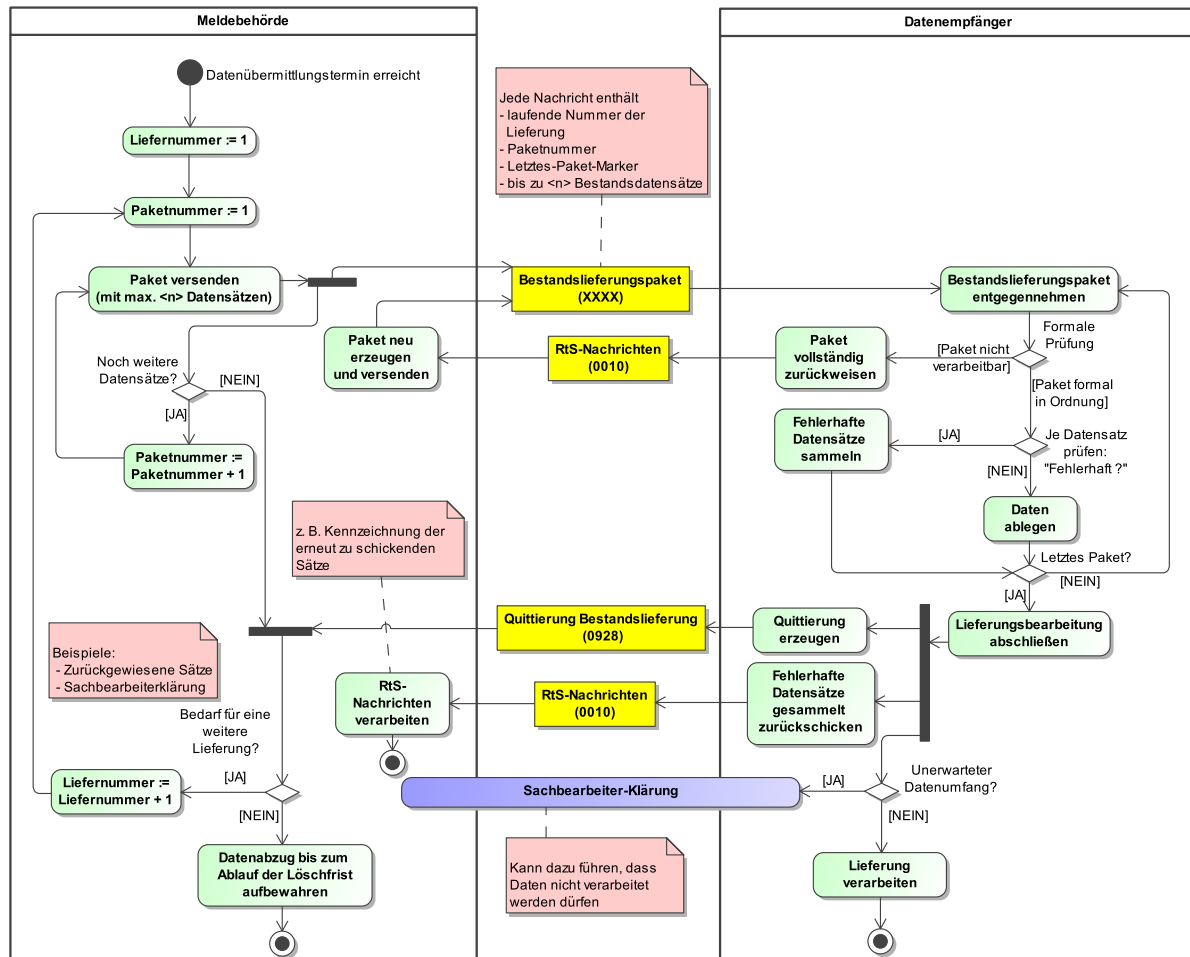 Meldebehörde
Datenempfänger
Datenübermittlungstermin erreicht
Liefernummer := 1
Paketnummer := 1
Paket versenden
(mit max. <n> Datensätzen)
Noch weitere
Datensätze?
[NEIN]
[JA]
Paketnummer :=
Paketnummer + 1
Jede Nachricht enthält
- laufende Nummer der
Lieferung
- Paketnummer
- Letztes-Paket-Marker
- bis zu <n> Bestandsdatensätze
Bestandslieferungspaket
(XXXX)
Paket neu
erzeugen
und versenden
RtS-Nachrichten
(0010)
Paket
vollständig
zurückweisen
Bestandslieferungspaket
entgegennehmen
Formale
Prüfung
[Paket nicht
verarbeitbar]
[Paket formal
in Ordnung]
Fehlerhafte
Datensätze
sammeln
[JA]
Je Datensatz
prüfen:
"Fehlerhaft ?"
[NEIN]
Daten
ablegen
Letztes Paket?
[NEIN]
[JA]
Lieferungsbearbeitung
abschließen
z. B. Kennzeichnung der
erneut zu schickenden
Sätze
Quittierung Bestandslieferung
(0928)
Quittierung
erzeugen
Beispiele:
- Zurückgewiesene Sätze
- Sachbearbeiterklärung
RtS-
Nachrichten
verarbeiten
RtS-Nachrichten
(0010)
Fehlerhafte
Datensätze
gesammelt
zurückschicken
Bedarf für eine
weitere
Lieferung?
[JA]
Liefernummer :=
Liefernummer + 1
[NEIN]
Sachbearbeiter-Klärung
[JA]
Unerwarteter
Datenumfang?
[NEIN]
Datenabzug bis zum
Ablauf der Löschfrist
aufbewahren
Kann dazu führen, dass
Daten nicht verarbeitet
werden dürfen
Lieferung
verarbeiten